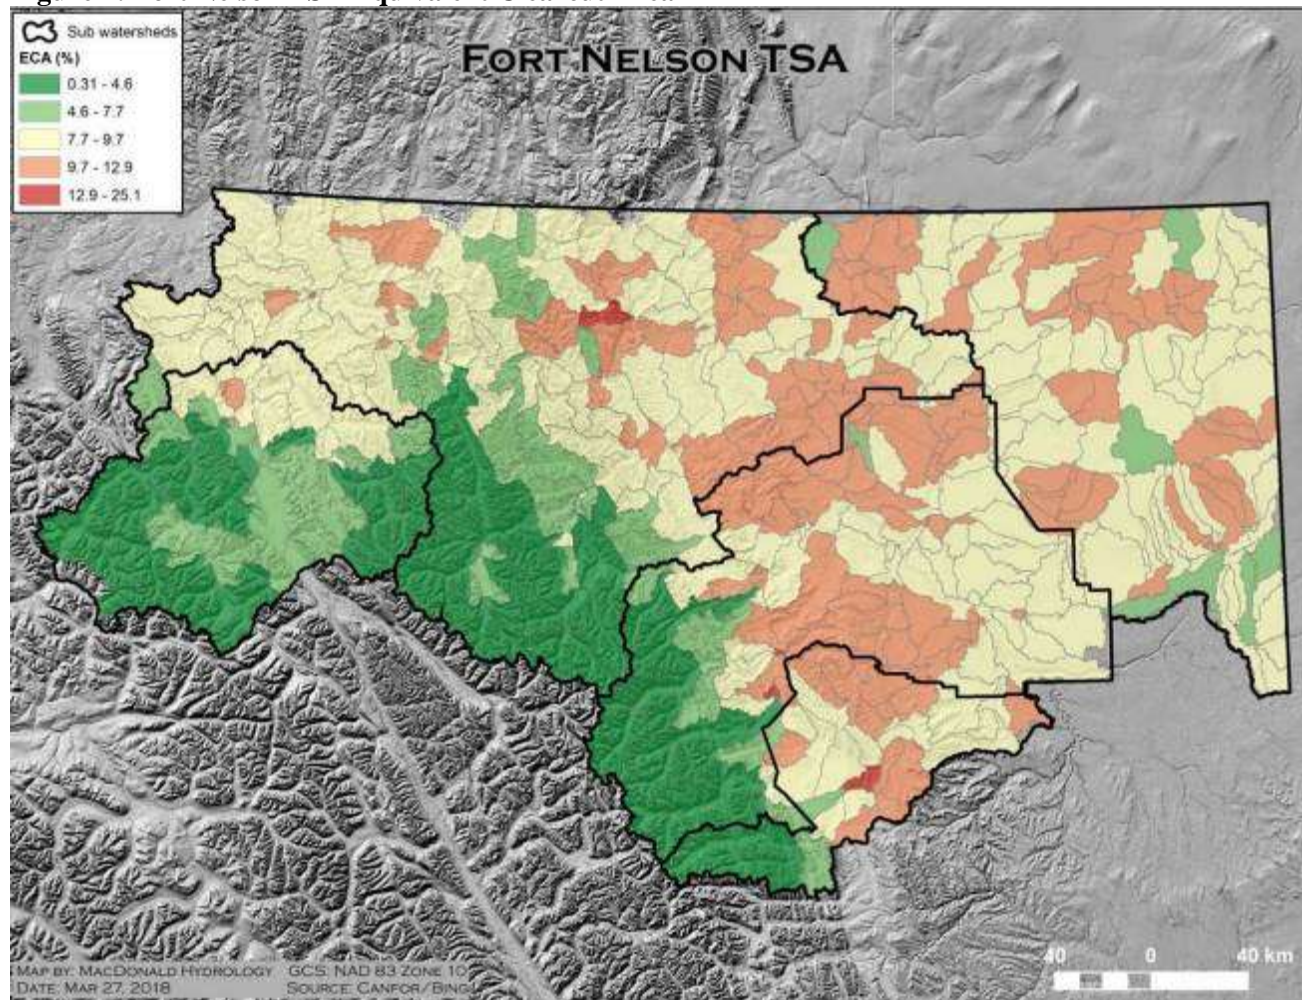 FORT NELSON TSA
Sub watersheds
ECA (%)
0.31 - 4.6
4.6 - 7.7
7.7 - 9.7
9.7 - 12.9
12.9 - 25.1
40 0 40 KM
MAP BY: MACDONALD HYDROLOGY GCS: NAD 83 ZONE 10
DATE: MAR 27, 2018 SOURCE: CANFOR/BING